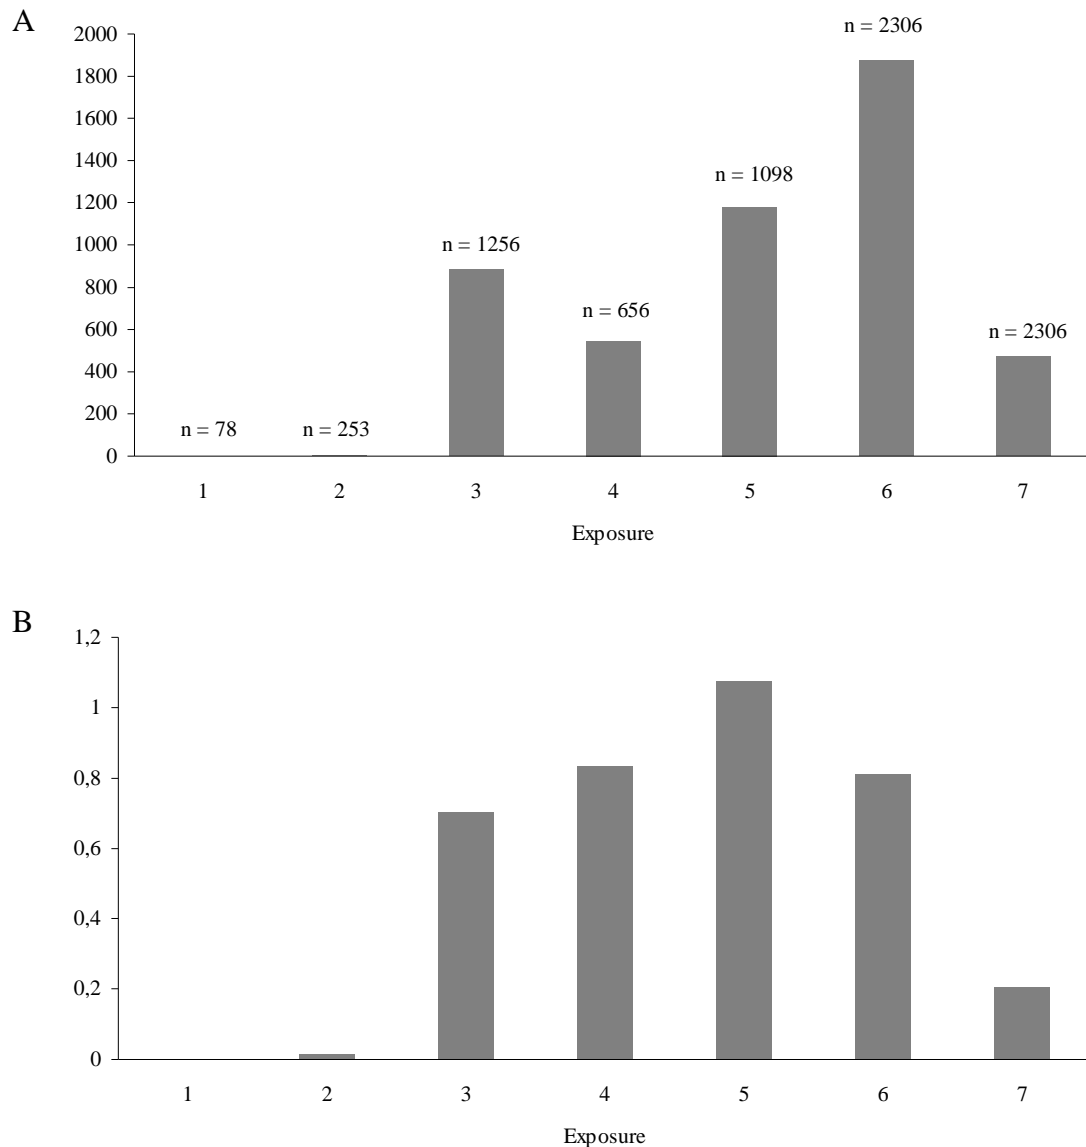 A
2000
1800
1600
1400
1200
1000
800
600
400
200
0
n = 78
n = 253
n = 1256
n = 656
n = 1098
n = 2306
n = 2306
1 2 3 4 5 6 7
Exposure
B
1,2
1
0,8
0,6
0,4
0,2
0
1 2 3 4 5 6 7
Exposure